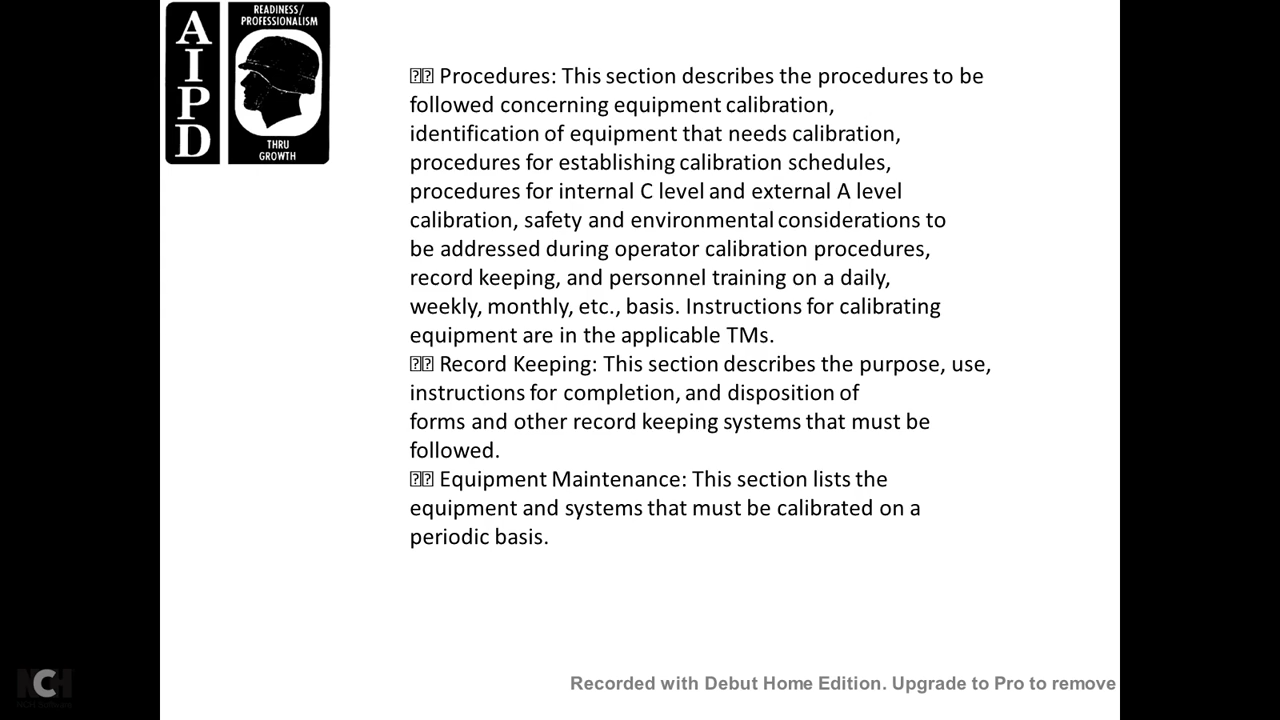 A
I
P
D
READINESS/
PROFESSIONALISM
THRU
GROWTH
Procedures: This section describes the procedures to be
followed concerning equipment calibration,
identification of equipment that needs calibration,
procedures for establishing calibration schedules,
procedures for internal C level and external A level
calibration, safety and environmental considerations to
be addressed during operator calibration procedures,
record keeping, and personnel training on a daily,
weekly, monthly, etc., basis. Instructions for calibrating
equipment are in the applicable TMs.
Record Keeping: This section describes the purpose, use,
instructions for completion, and disposition of
forms and other record keeping systems that must be
followed.
Equipment Maintenance: This section lists the
equipment and systems that must be calibrated on a
periodic basis.
NCH
Recorded with Debut Home Edition. Upgrade to Pro to remove